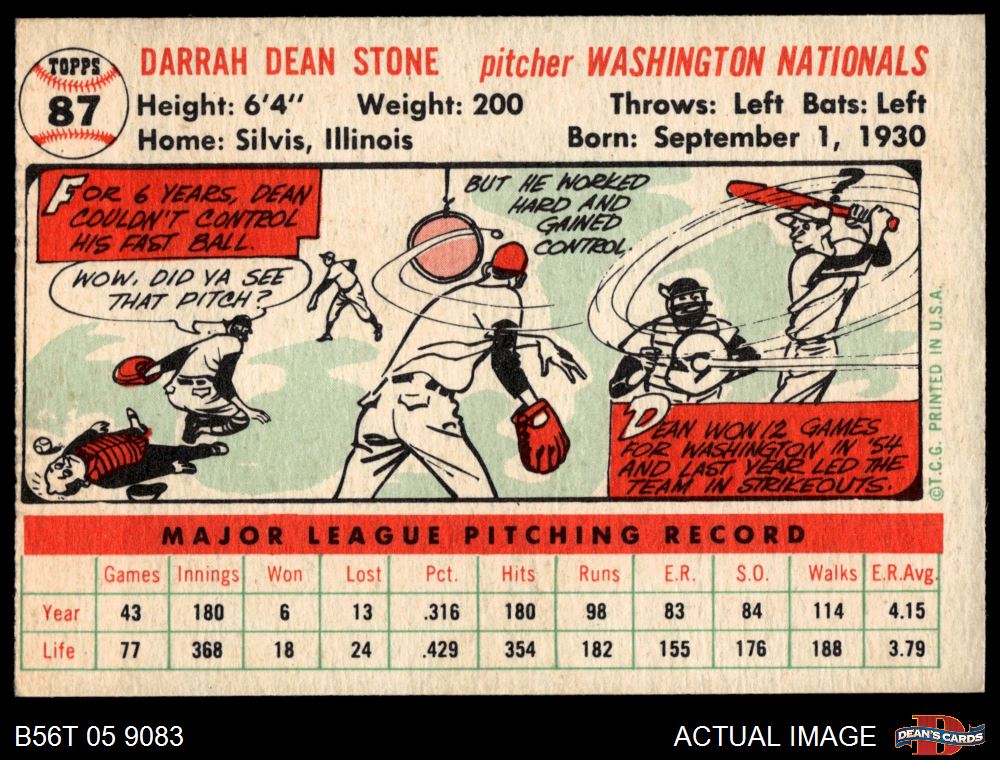 TOPPS
87
DARRAH DEAN STONE pitcher WASHINGTON NATIONALS
Height: 6'4" Weight: 200 Throws: Left Bats: Left
Home: Silvis, Illinois Born: September 1, 1930
FOR 6 YEARS, DEAN
COULDN'T CONTROL
HIS FAST BALL.
WOW. DID YA SEE
THAT PITCH?
BUT HE WORKED
HARD AND
GAINED
CONTROL.
?
DEAN WON 12 GAMES
FOR WASHINGTON IN '54
AND LAST YEAR LED THE
TEAM IN STRIKEOUTS.
©T.C.G. PRINTED IN U.S.A.
MAJOR LEAGUE PITCHING RECORD
Games Innings Won Lost Pct. Hits Runs E.R. S.O. Walks E.R.Avg.
Year 43 180 6 13 .316 180 98 83 84 114 4.15
Life 77 368 18 24 .429 354 182 155 176 188 3.79
B56T 05 9083 ACTUAL IMAGE DEAN'S CARDS